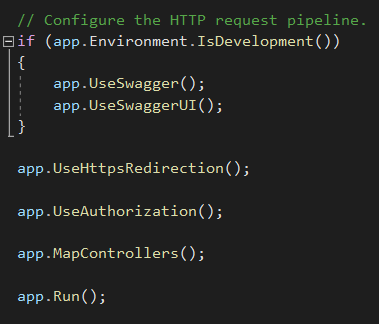 // Configure the HTTP request pipeline.
if (app.Environment.IsDevelopment())
{
    app.UseSwagger();
    app.UseSwaggerUI();
}
app.UseHttpsRedirection();
app.UseAuthorization();
app.MapControllers();
app.Run();